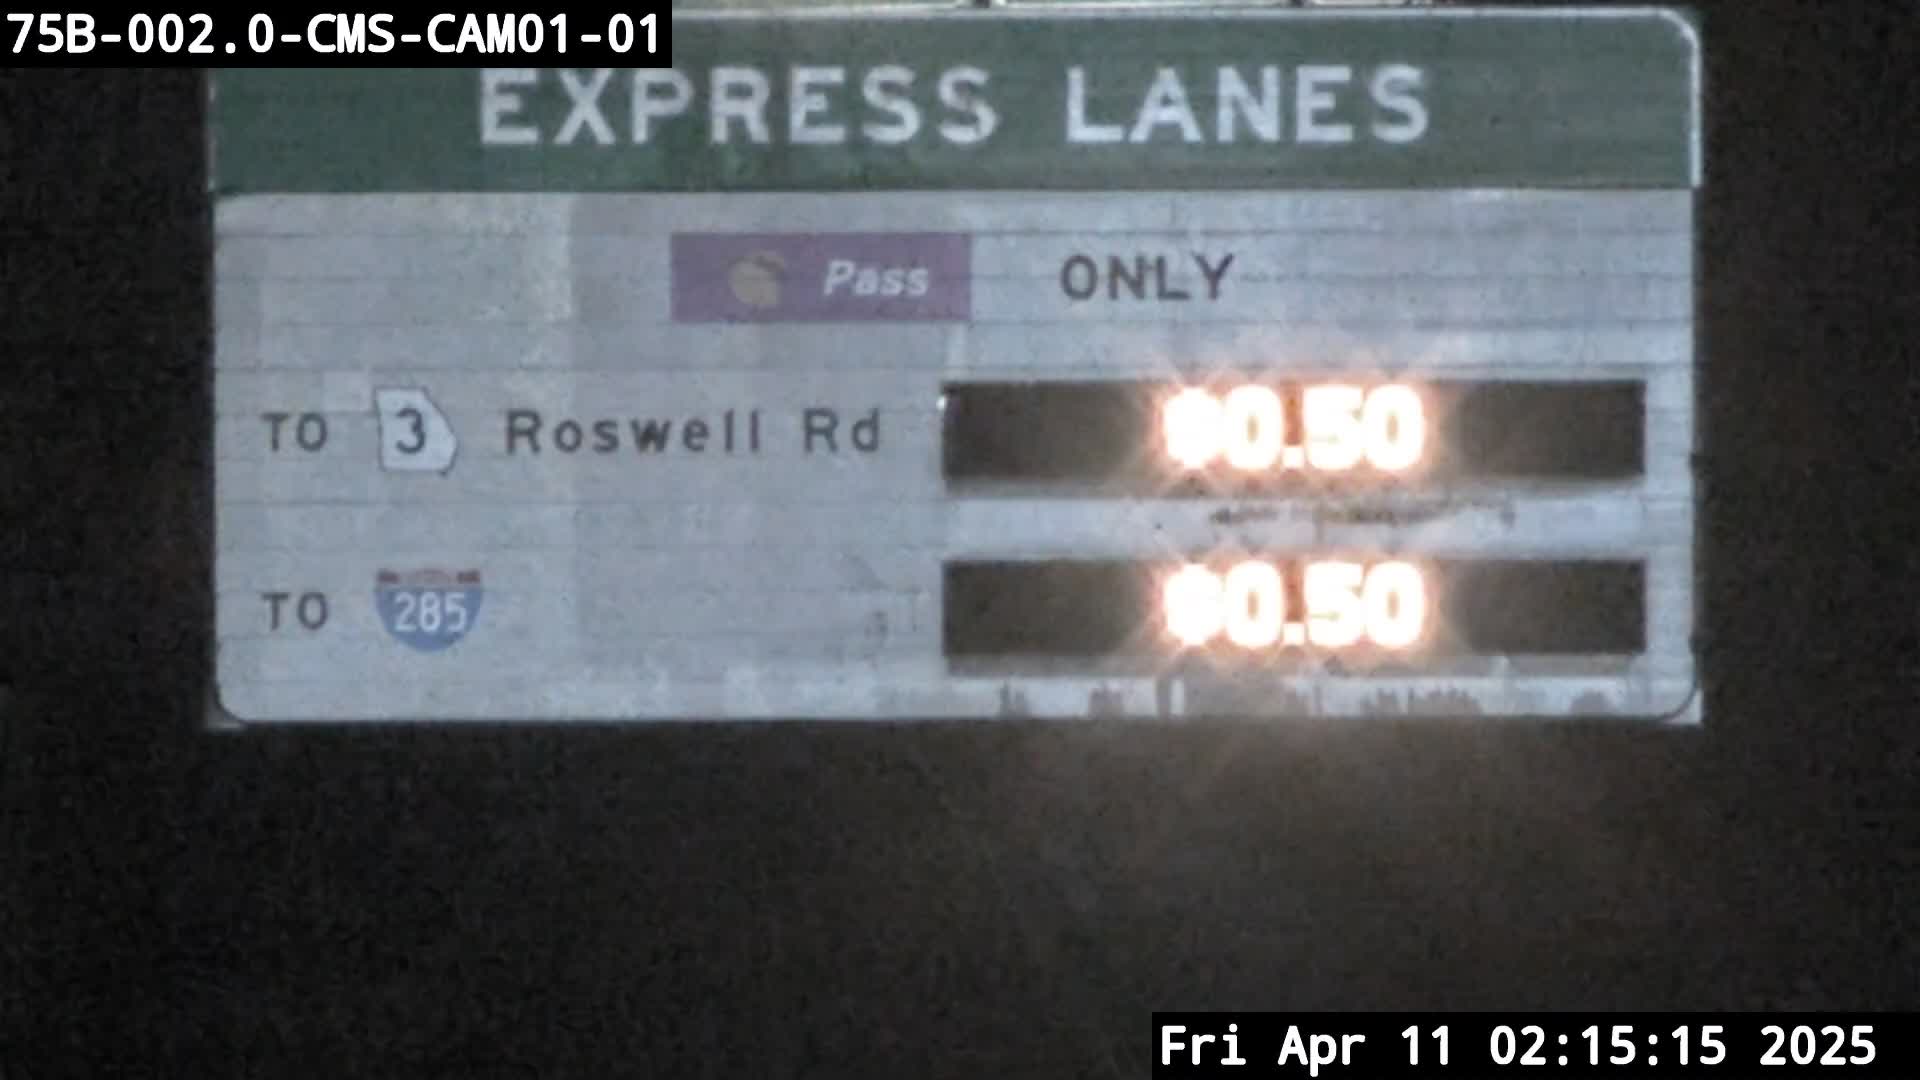 75B-002.0-CMS-CAM01-01
EXPRESS LANES
Pass ONLY
TO 3 Roswell Rd $0.50
TO 285 $0.50
Fri Apr 11 02:15:15 2025